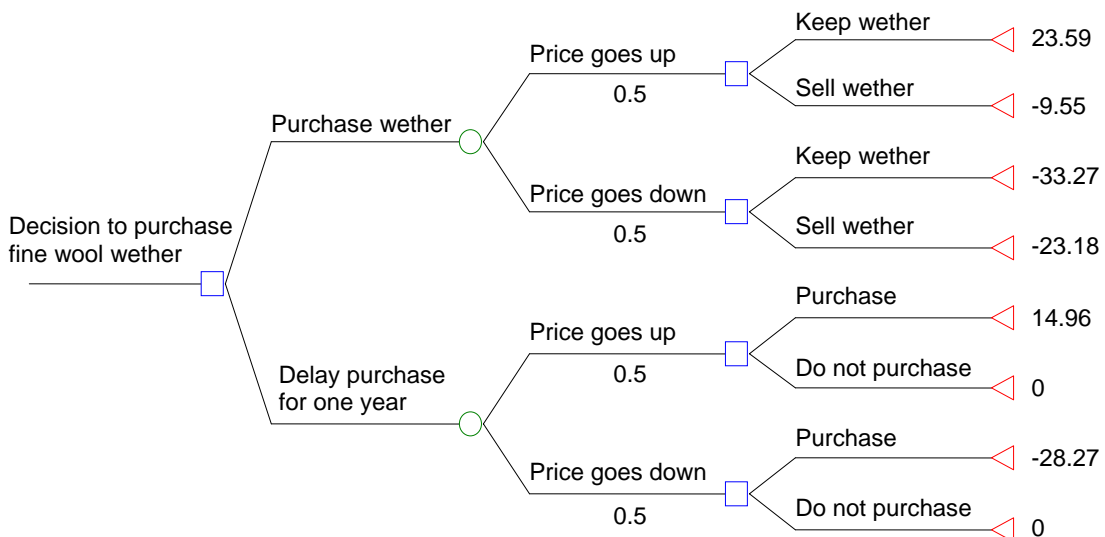 Keep wether
23.59
Price goes up
0.5
Sell wether
-9.55
Purchase wether
Keep wether
-33.27
Price goes down
0.5
Sell wether
-23.18
Decision to purchase
fine wool wether
Purchase
14.96
Price goes up
0.5
Do not purchase
0
Delay purchase
for one year
Purchase
-28.27
Price goes down
0.5
Do not purchase
0